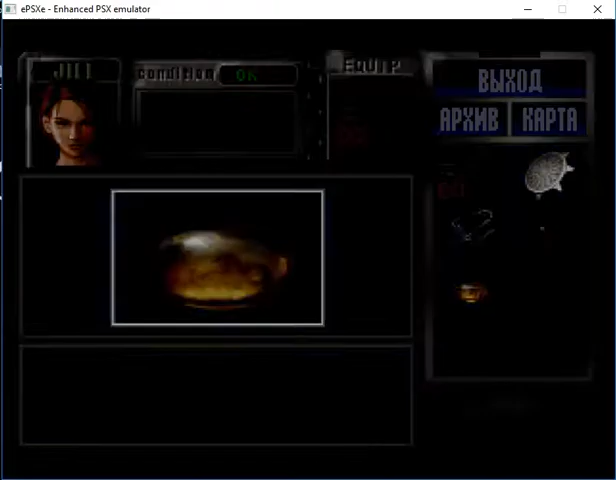 ePSXe - Enhanced PSX emulator
JILL
condition OK
EQUIP
ВЫХОД
АРХИВ КАРТА